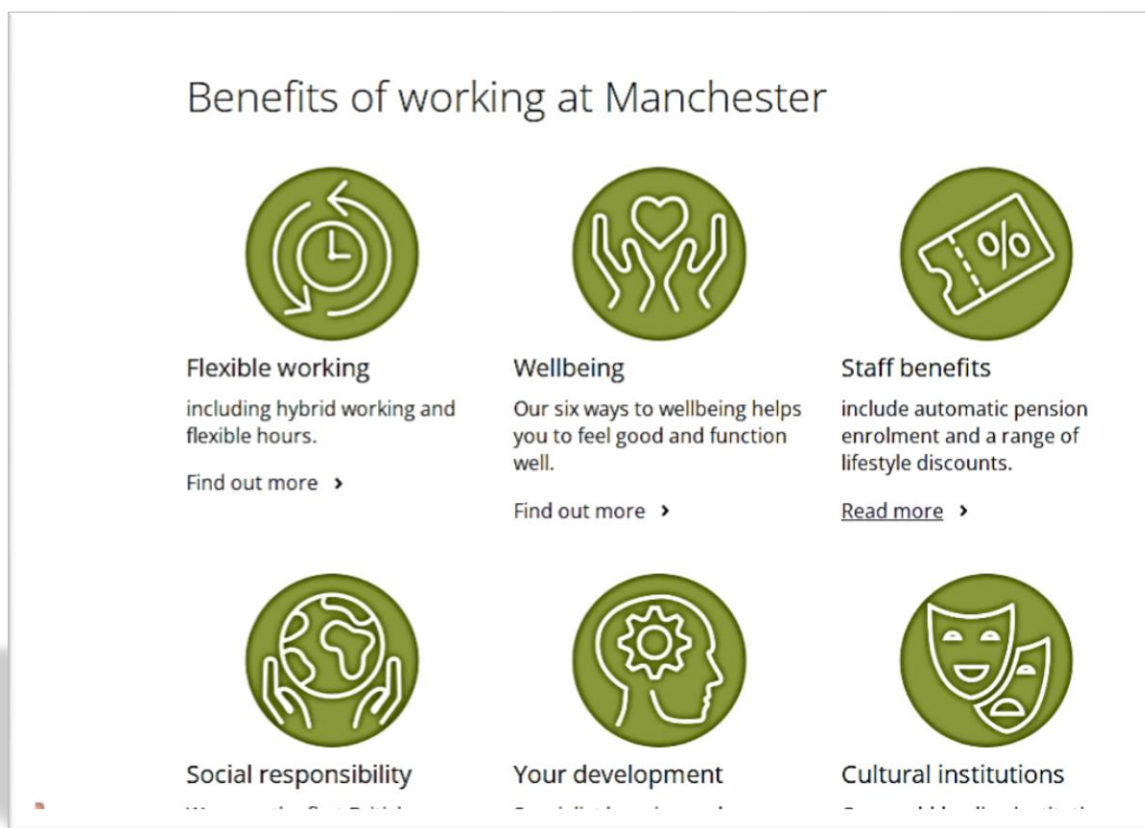 Benefits of working at Manchester
%
Flexible working
including hybrid working and
flexible hours.
Find out more >
Wellbeing
Our six ways to wellbeing helps
you to feel good and function
well.
Find out more >
Staff benefits
include automatic pension
enrolment and a range of
lifestyle discounts.
Read more >
Social responsibility
Your development
Cultural institutions